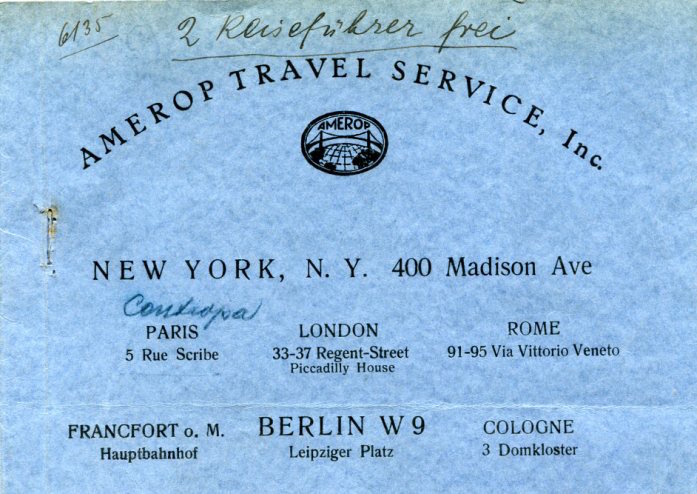 6135
2 Reiseführer frei
AMEROP TRAVEL SERVICE, Inc.
AMEROP
NEW YORK, N. Y. 400 Madison Ave
Contropa
PARIS
5 Rue Scribe
LONDON
33-37 Regent-Street
Piccadilly House
ROME
91-95 Via Vittorio Veneto
FRANCFORT o. M.
Hauptbahnhof
BERLIN W 9
Leipziger Platz
COLOGNE
3 Domkloster